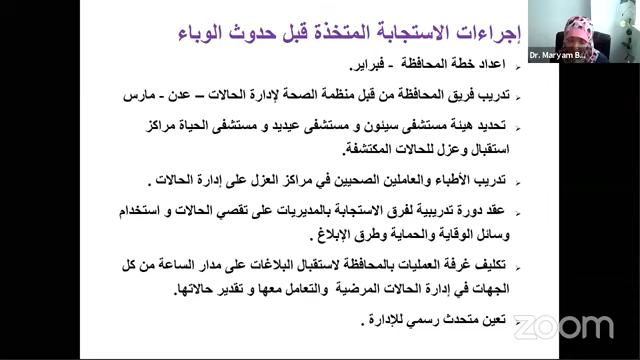 إجراءات الاستجابة المتخذة قبل حدوث الوباء
اعداد خطة المحافظة - فبراير.
تدريب فريق المحافظة من قبل منظمة الصحة لإدارة الحالات – عدن - مارس
تحديد هيئة مستشفى سيئون و مستشفى عيديد و مستشفى الحياة مراكز
استقبال وعزل للحالات المكتشفة.
تدريب الأطباء والعاملين الصحيين في مراكز العزل على إدارة الحالات .
عقد دورة تدريبية لفرق الاستجابة بالمديريات على تقصي الحالات و استخدام
وسائل الوقاية والحماية وطرق الإبلاغ .
تكليف غرفة العمليات بالمحافظة لاستقبال البلاغات على مدار الساعة من كل
الجهات في إدارة الحالات المرضية والتعامل معها و تقدير حالاتها.
تعين متحدث رسمي للإدارة .
Dr. Maryam B...
zoom